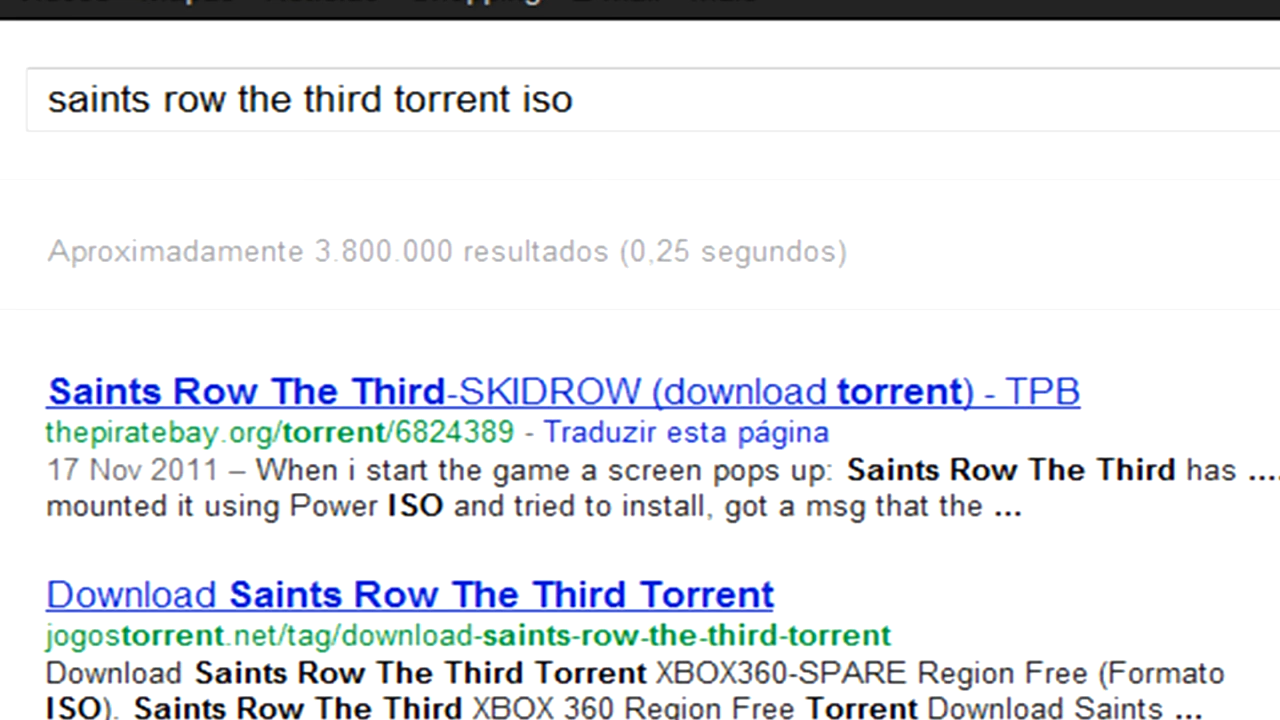 saints row the third torrent iso
Aproximadamente 3.800.000 resultados (0,25 segundos)
Saints Row The Third-SKIDROW (download torrent) - TPB
thepiratebay.org/torrent/6824389 - Traduzir esta página
17 Nov 2011 – When i start the game a screen pops up: Saints Row The Third has ....
mounted it using Power ISO and tried to install, got a msg that the ...
Download Saints Row The Third Torrent
jogostorrent.net/tag/download-saints-row-the-third-torrent
Download Saints Row The Third Torrent XBOX360-SPARE Region Free (Formato
ISO). Saints Row The Third XBOX 360 Region Free Torrent Download Saints ...